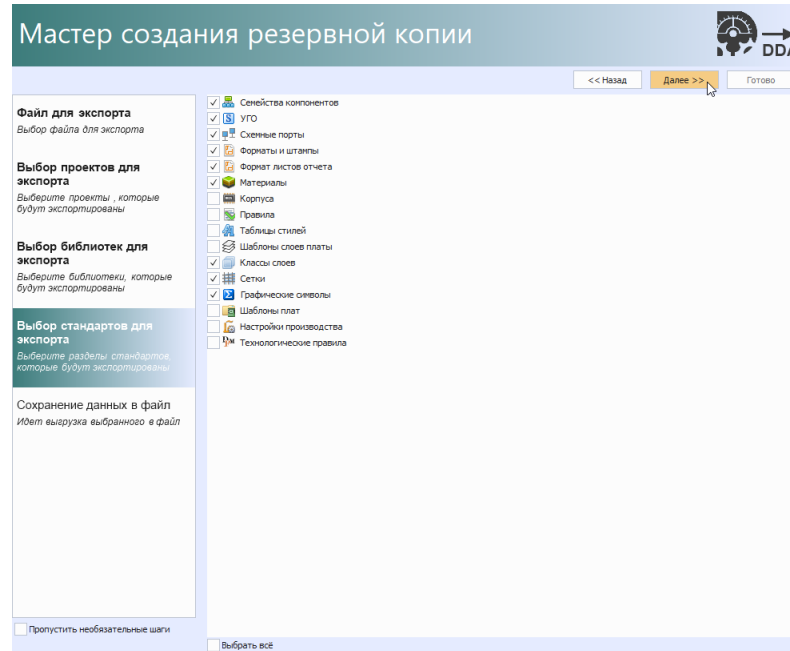 Мастер создания резервной копии
<< Назад
Далее >>
Готово
Файл для экспорта
Выбор файла для экспорта
Выбор проектов для
экспорта
Выберите проекты , которые
будут экспортированы
Выбор библиотек для
экспорта
Выберите библиотеки, которые
будут экспортированы
Выбор стандартов для
экспорта
Выберите разделы стандартов,
которые будут экспортированы
Сохранение данных в файл
Идет выгрузка выбранного в файл
Семейства компонентов
S УГО
Схемные порты
Форматы и штампы
Формат листов отчета
Материалы
Корпуса
Правила
Таблицы стилей
Шаблоны слоев платы
Классы слоев
Сетки
Σ Графические символы
Шаблоны плат
Настройки производства
Технологические правила
Пропустить необязательные шаги
Выбрать всё